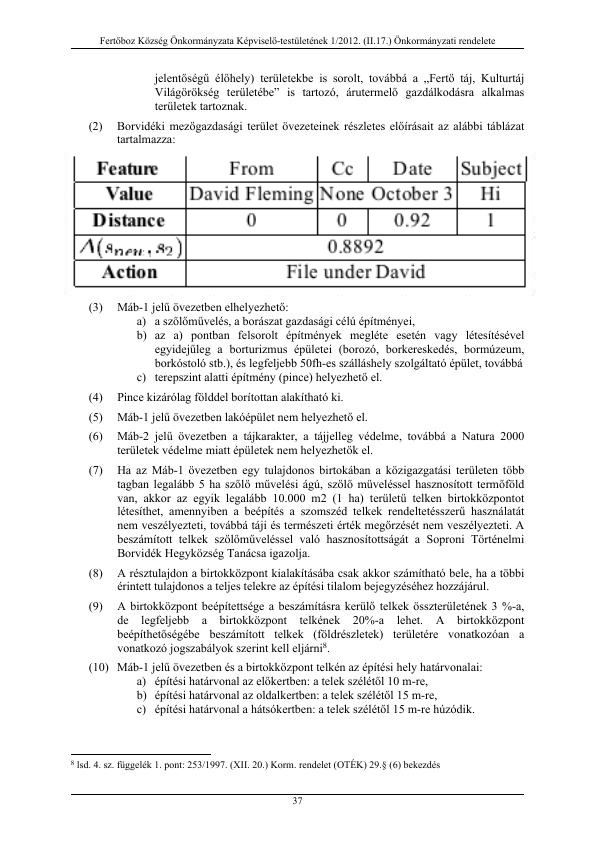 Fertőboz Község Önkormányzata Képviselő-testületének 1/2012. (II.17.) Önkormányzati rendelete
jelentőségű élőhely) területekbe is sorolt, továbbá a „Fertő táj, Kulturtáj
Világörökség területébe” is tartozó, árutermelő gazdálkodásra alkalmas
területek tartoznak.
(2) Borvidéki mezőgazdasági terület övezeteinek részletes előírásait az alábbi táblázat
tartalmazza:
Feature From Cc Date Subject
Value David Fleming None October 3 Hi
Distance 0 0 0.92 1
Λ(s_new, s_2) 0.8892
Action File under David
(3) Máb-1 jelű övezetben elhelyezhető:
a) a szőlőművelés, a borászat gazdasági célú építményei,
b) az a) pontban felsorolt építmények megléte esetén vagy létesítésével
egyidejűleg a borturizmus épületei (borozó, borkereskedés, bormúzeum,
borkóstoló stb.), és legfeljebb 50fh-es szálláshely szolgáltató épület, továbbá
c) terepszint alatti építmény (pince) helyezhető el.
(4) Pince kizárólag földdel borítottan alakítható ki.
(5) Máb-1 jelű övezetben lakóépület nem helyezhető el.
(6) Máb-2 jelű övezetben a tájkarakter, a tájjelleg védelme, továbbá a Natura 2000
területek védelme miatt épületek nem helyezhetők el.
(7) Ha az Máb-1 övezetben egy tulajdonos birtokában a közigazgatási területen több
tagban legalább 5 ha szőlő művelési ágú, szőlő műveléssel hasznosított termőföld
van, akkor az egyik legalább 10.000 m2 (1 ha) területű telken birtokközpontot
létesíthet, amennyiben a beépítés a szomszéd telkek rendeltetésszerű használatát
nem veszélyezteti, továbbá táji és természeti érték megőrzését nem veszélyezteti. A
beszámított telkek szőlőműveléssel való hasznosítottságát a Soproni Történelmi
Borvidék Hegyközség Tanácsa igazolja.
(8) A résztulajdon a birtokközpont kialakításába csak akkor számítható bele, ha a többi
érintett tulajdonos a teljes telekre az építési tilalom bejegyzéséhez hozzájárul.
(9) A birtokközpont beépítettsége a beszámításra kerülő telkek összterületének 3 %-a,
de legfeljebb a birtokközpont telkének 20%-a lehet. A birtokközpont
beépíthetőségébe beszámított telkek (földrészletek) területére vonatkozóan a
vonatkozó jogszabályok szerint kell eljárni⁸.
(10) Máb-1 jelű övezetben és a birtokközpont telkén az építési hely határvonalai:
a) építési határvonal az előkertben: a telek szélétől 10 m-re,
b) építési határvonal az oldalkertben: a telek szélétől 15 m-re,
c) építési határvonal a hátsókertben: a telek szélétől 15 m-re húzódik.
⁸ lsd. 4. sz. függelék 1. pont: 253/1997. (XII. 20.) Korm. rendelet (OTÉK) 29.§ (6) bekezdés
37